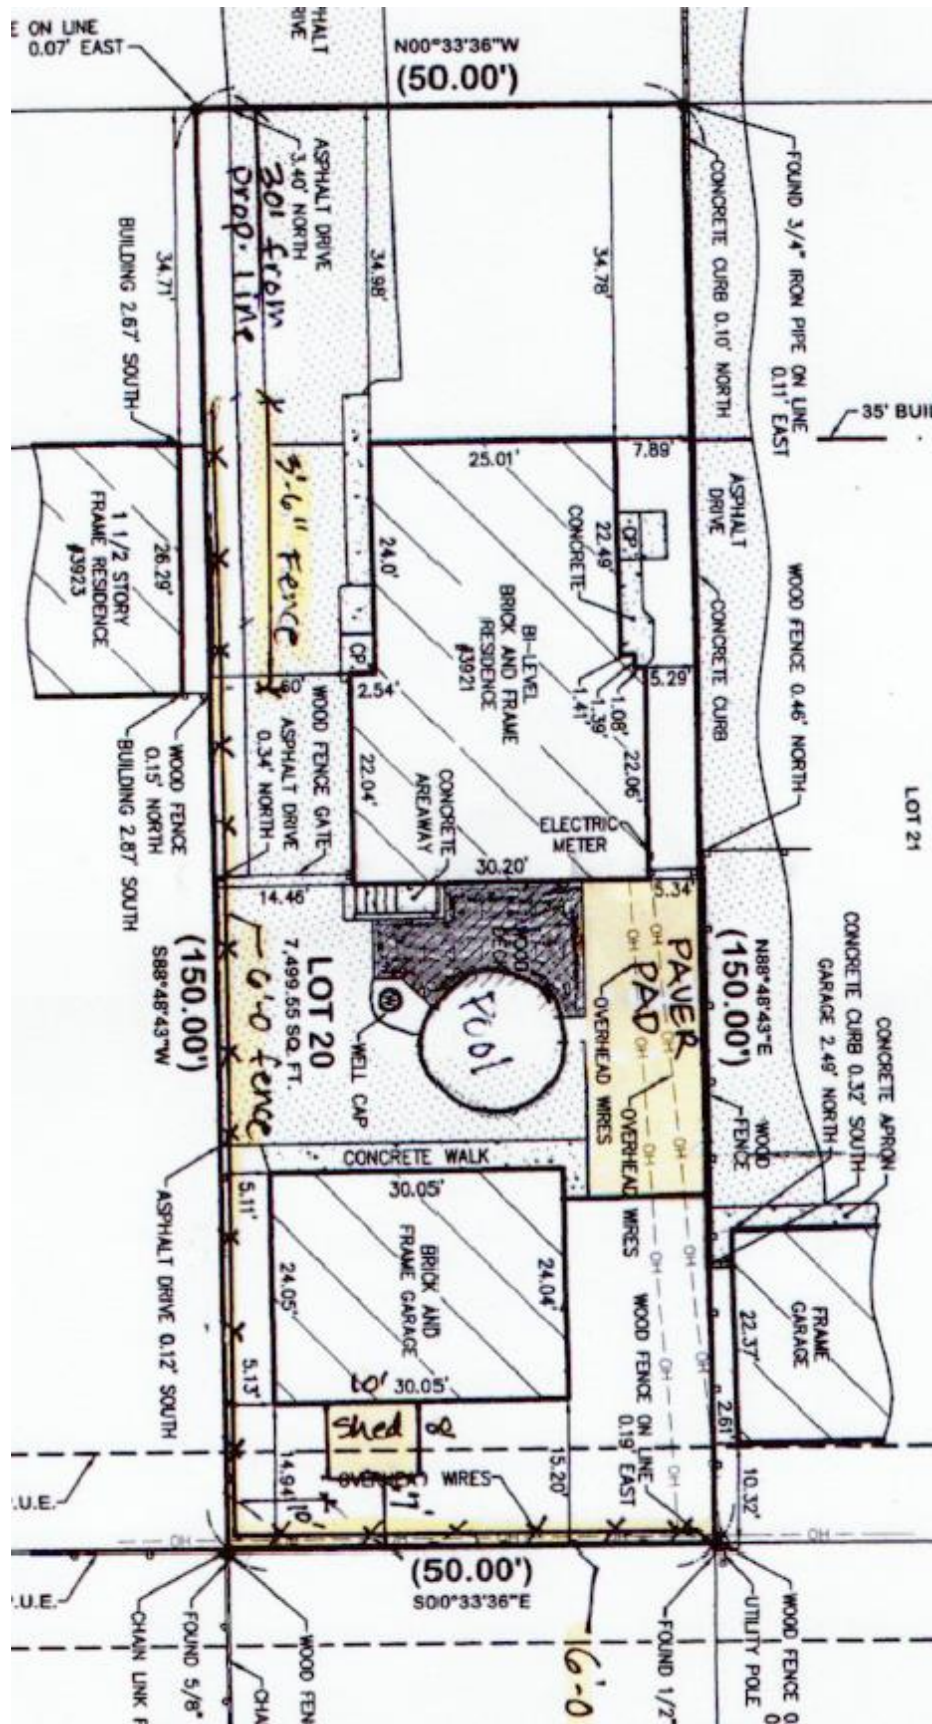 E ON LINE
0.07' EAST
PHALT
RIVE
N00°33'36"W
(50.00')
FOUND 3/4" IRON PIPE ON LINE
0.11' EAST
CONCRETE CURB 0.10' NORTH
ASPHALT DRIVE
3.40' NORTH
30' from
prop. line
34.71'
34.98'
34.78'
BUILDING 2.67' SOUTH
35' BUIL
25.01'
7.89'
ASPHALT
DRIVE
WOOD FENCE 0.46' NORTH
CONCRETE CURB
1 1/2 STORY
FRAME RESIDENCE
#3923
26.29'
3'-6" Fence
24.0'
CP
CONCRETE
22.49'
CP.
BI-LEVEL
BRICK AND FRAME
RESIDENCE
#3921
1.08'
1.39'
1.41'
5.29'
2.54'
WOOD FENCE GATE
ASPHALT DRIVE
0.34' NORTH
22.04'
22.06'
WOOD FENCE
0.15' NORTH
BUILDING 2.87' SOUTH
CONCRETE
AREAWAY
ELECTRIC
METER
30.20'
LOT 21
14.46'
5.34'
WOOD
(150.00')
S88°48'43"W
6'-0 fence
LOT 20
7,499.55 SQ. FT.
WELL CAP
Pool
OVERHEAD WIRES
OVERHEAD WIRES
PAVER
PAD
OH
N88°48'43"E
(150.00')
WOOD
FENCE
CONCRETE CURB 0.32' SOUTH
GARAGE 2.49' NORTH
CONCRETE APRON
CONCRETE WALK
30.05'
5.11'
24.05'
BRICK AND
FRAME GARAGE
24.04'
ASPHALT DRIVE 0.12' SOUTH
FRAME
GARAGE
22.37'
WOOD FENCE ON LINE
0.19' EAST
5.13'
10'
30.05'
Shed
2.61'
14.94'
OVERHEAD WIRES
15.20'
10.32'
10'
7'
.U.E.
OH
OH
(50.00')
S00°33'36"E
.U.E.
6'-0
CHAIN LINK F
FOUND 5/8"
WOOD FEN
CHA
FOUND 1/2"
UTILITY POLE
WOOD FENCE 0